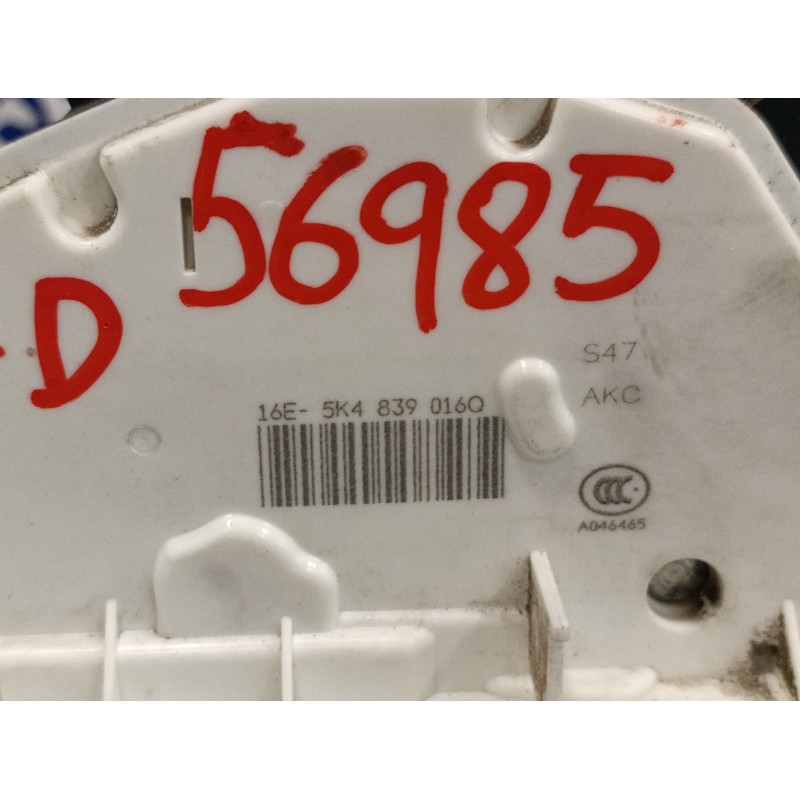 56985
-D
S47
AKC
16E- 5K4 839 016Q
CCC
A046465